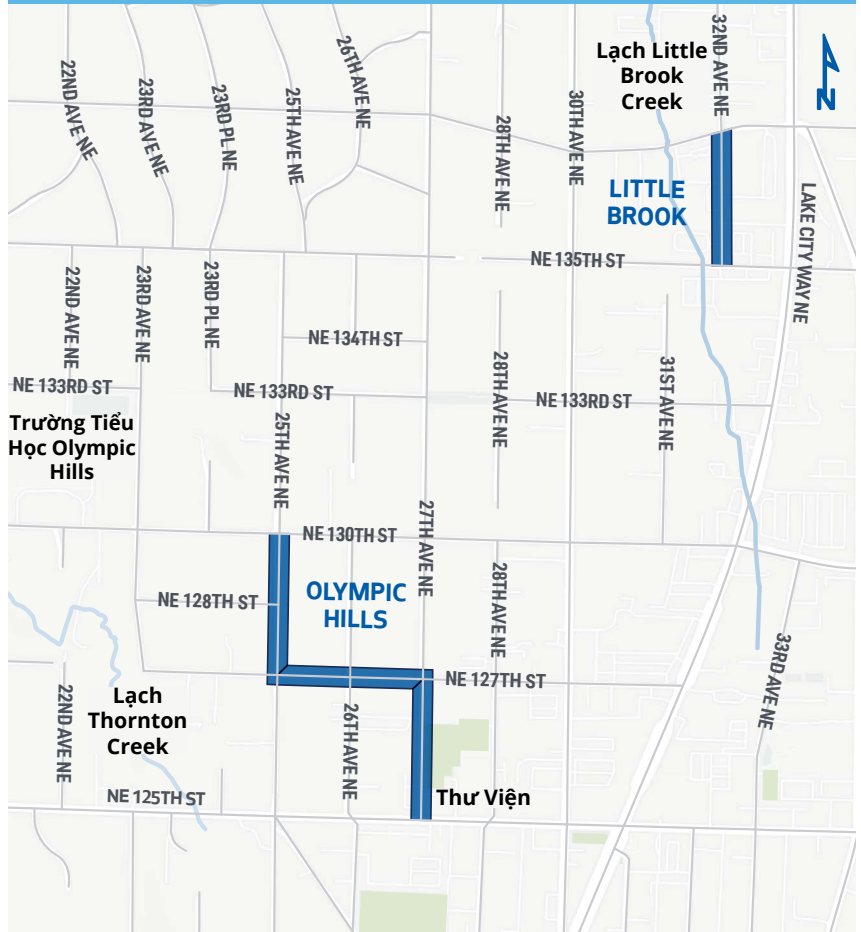 26TH AVE NE
32ND AVE NE
Lạch Little
Brook
Creek
N
22ND AVE NE
23RD AVE NE
23RD PL NE
25TH AVE NE
28TH AVE NE
30TH AVE NE
LITTLE
BROOK
LAKE CITY WAY NE
NE 135TH ST
22ND AVE NE
23RD AVE NE
23RD PL NE
NE 134TH ST
28TH AVE NE
31ST AVE NE
NE 133RD ST
NE 133RD ST
NE 133RD ST
Trường Tiểu
Học Olympic
Hills
25TH AVE NE
27TH AVE NE
NE 130TH ST
OLYMPIC
HILLS
28TH AVE NE
NE 128TH ST
33RD AVE NE
NE 127TH ST
22ND AVE NE
Lạch
Thornton
Creek
26TH AVE NE
NE 125TH ST
Thư Viện